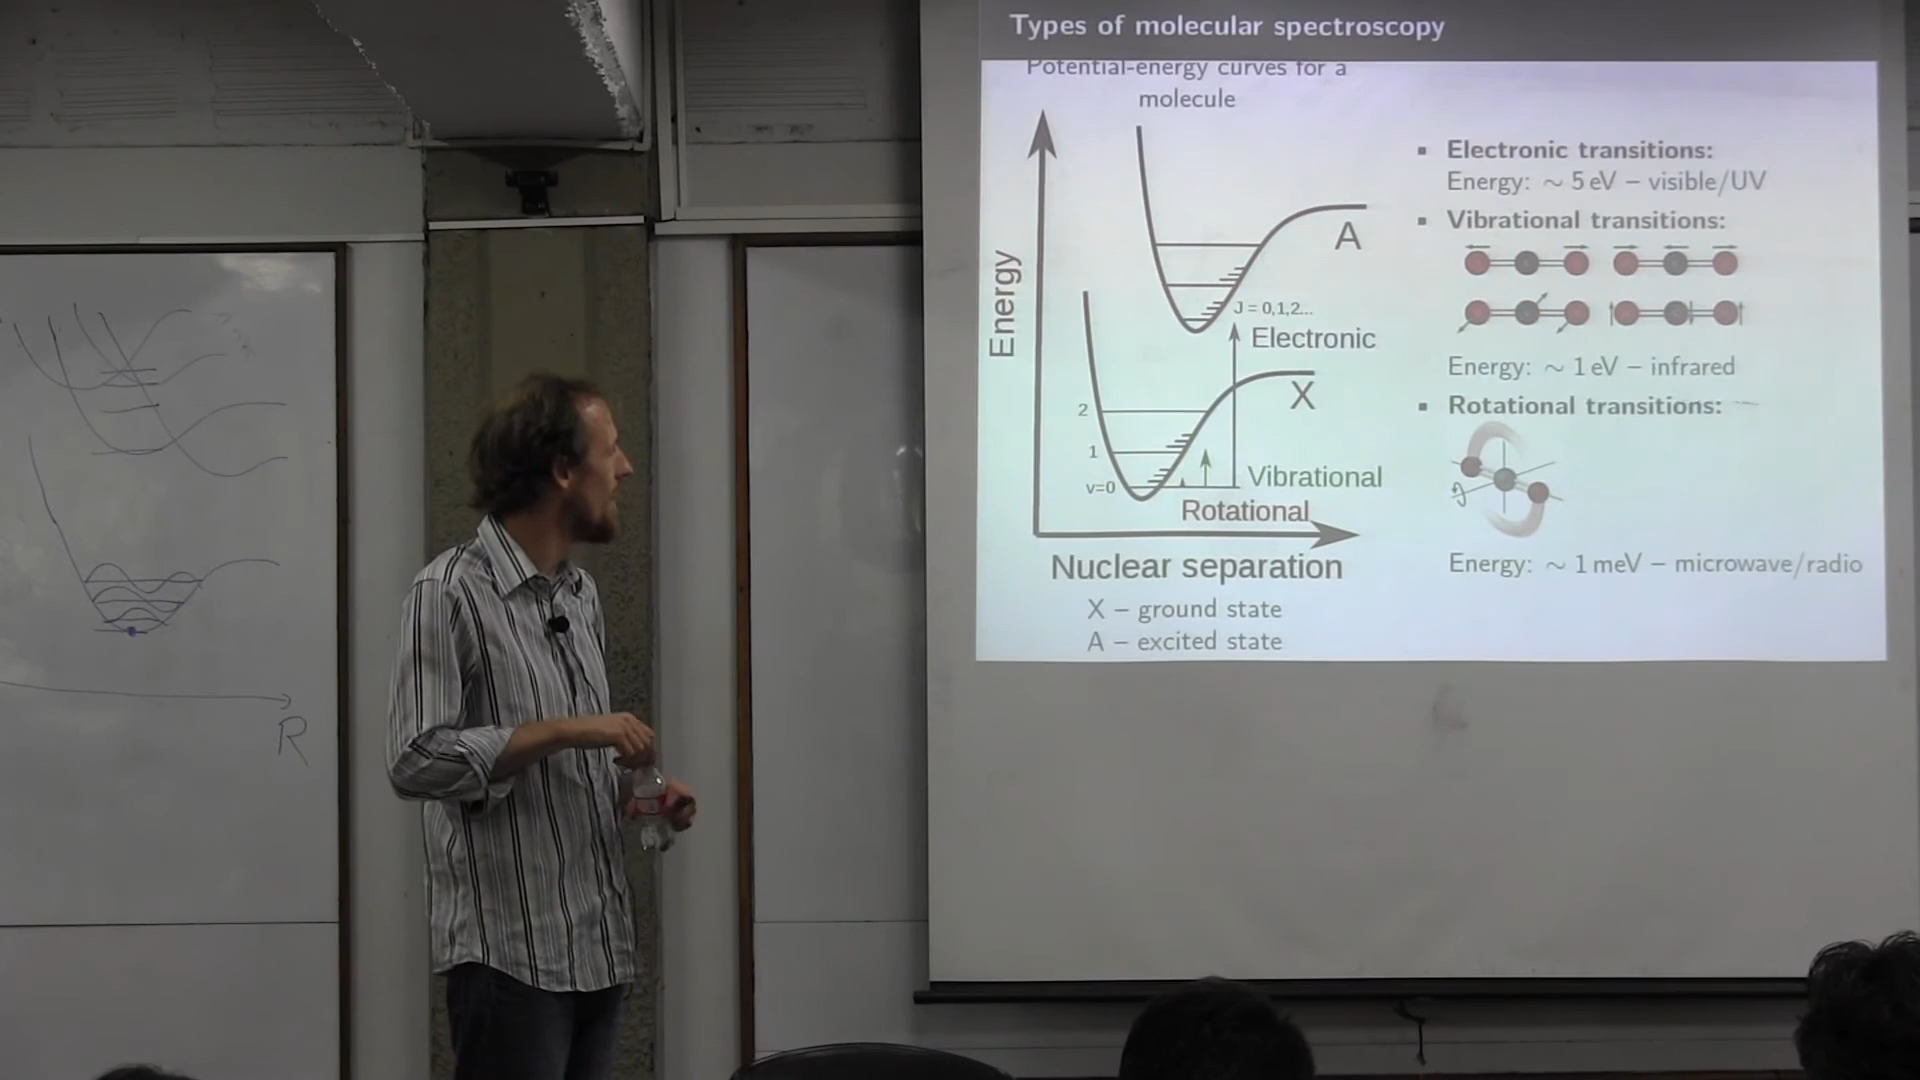 Types of molecular spectroscopy
Potential-energy curves for a
molecule
Energy
A
J = 0,1,2...
Electronic
X
2
1
v=0
Vibrational
Rotational
Nuclear separation
X – ground state
A – excited state
▪ Electronic transitions:
Energy: ∼ 5 eV – visible/UV
▪ Vibrational transitions:
Energy: ∼ 1 eV – infrared
▪ Rotational transitions:
Energy: ∼ 1 meV – microwave/radio
R